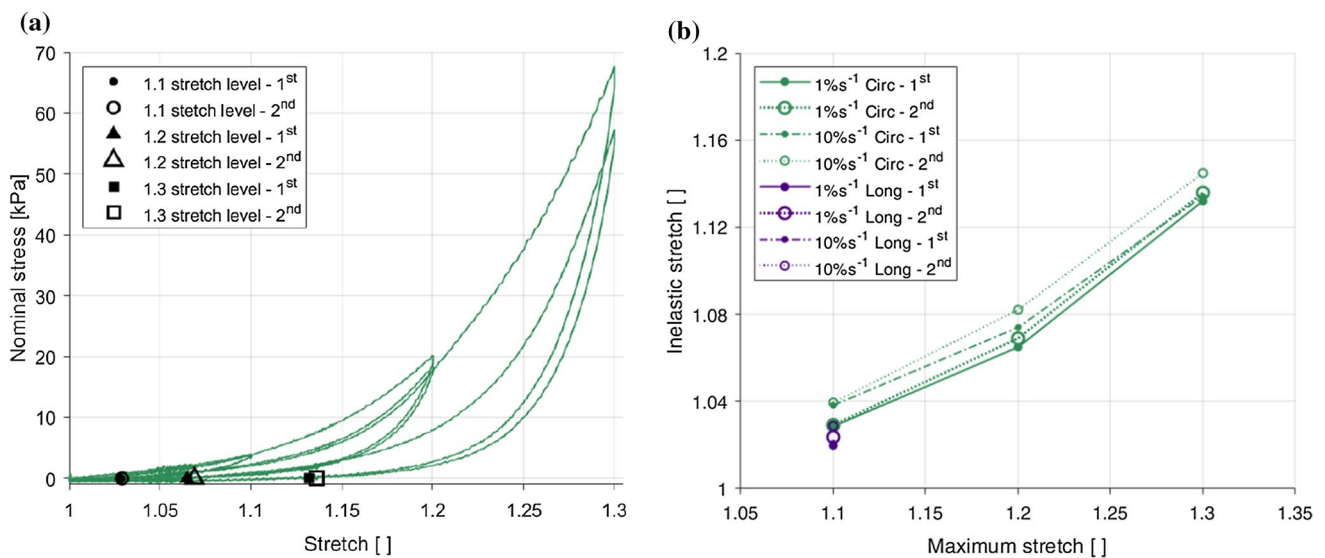 (a)
70
60
50
40
30
20
10
0
Nominal stress [kPa]
1.1 stretch level - 1st
1.1 stetch level - 2nd
1.2 stretch level - 1st
1.2 stretch level - 2nd
1.3 stretch level - 1st
1.3 stretch level - 2nd
1 1.05 1.1 1.15 1.2 1.25 1.3
Stretch [ ]
(b)
1.2
1.16
1.12
1.08
1.04
1
Inelastic stretch [ ]
1%s-1 Circ - 1st
1%s-1 Circ - 2nd
10%s-1 Circ - 1st
10%s-1 Circ - 2nd
1%s-1 Long - 1st
1%s-1 Long - 2nd
10%s-1 Long - 1st
10%s-1 Long - 2nd
1.05 1.1 1.15 1.2 1.25 1.3 1.35
Maximum stretch [ ]